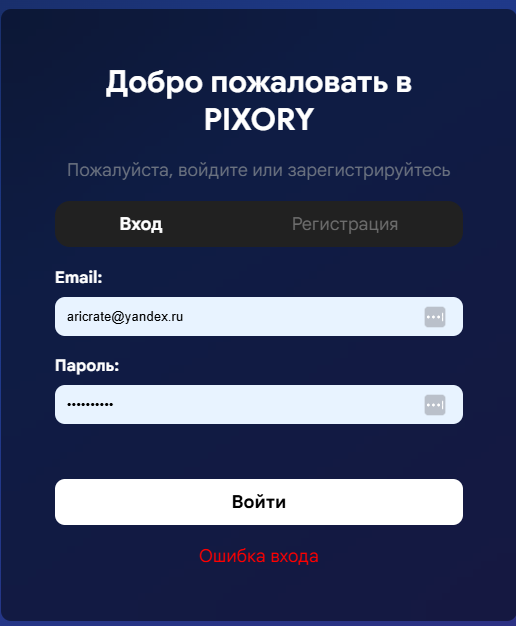 Добро пожаловать в
PIXORY
Пожалуйста, войдите или зарегистрируйтесь
Вход Регистрация
Email:
aricrate@yandex.ru
Пароль:
••••••••••
Войти
Ошибка входа